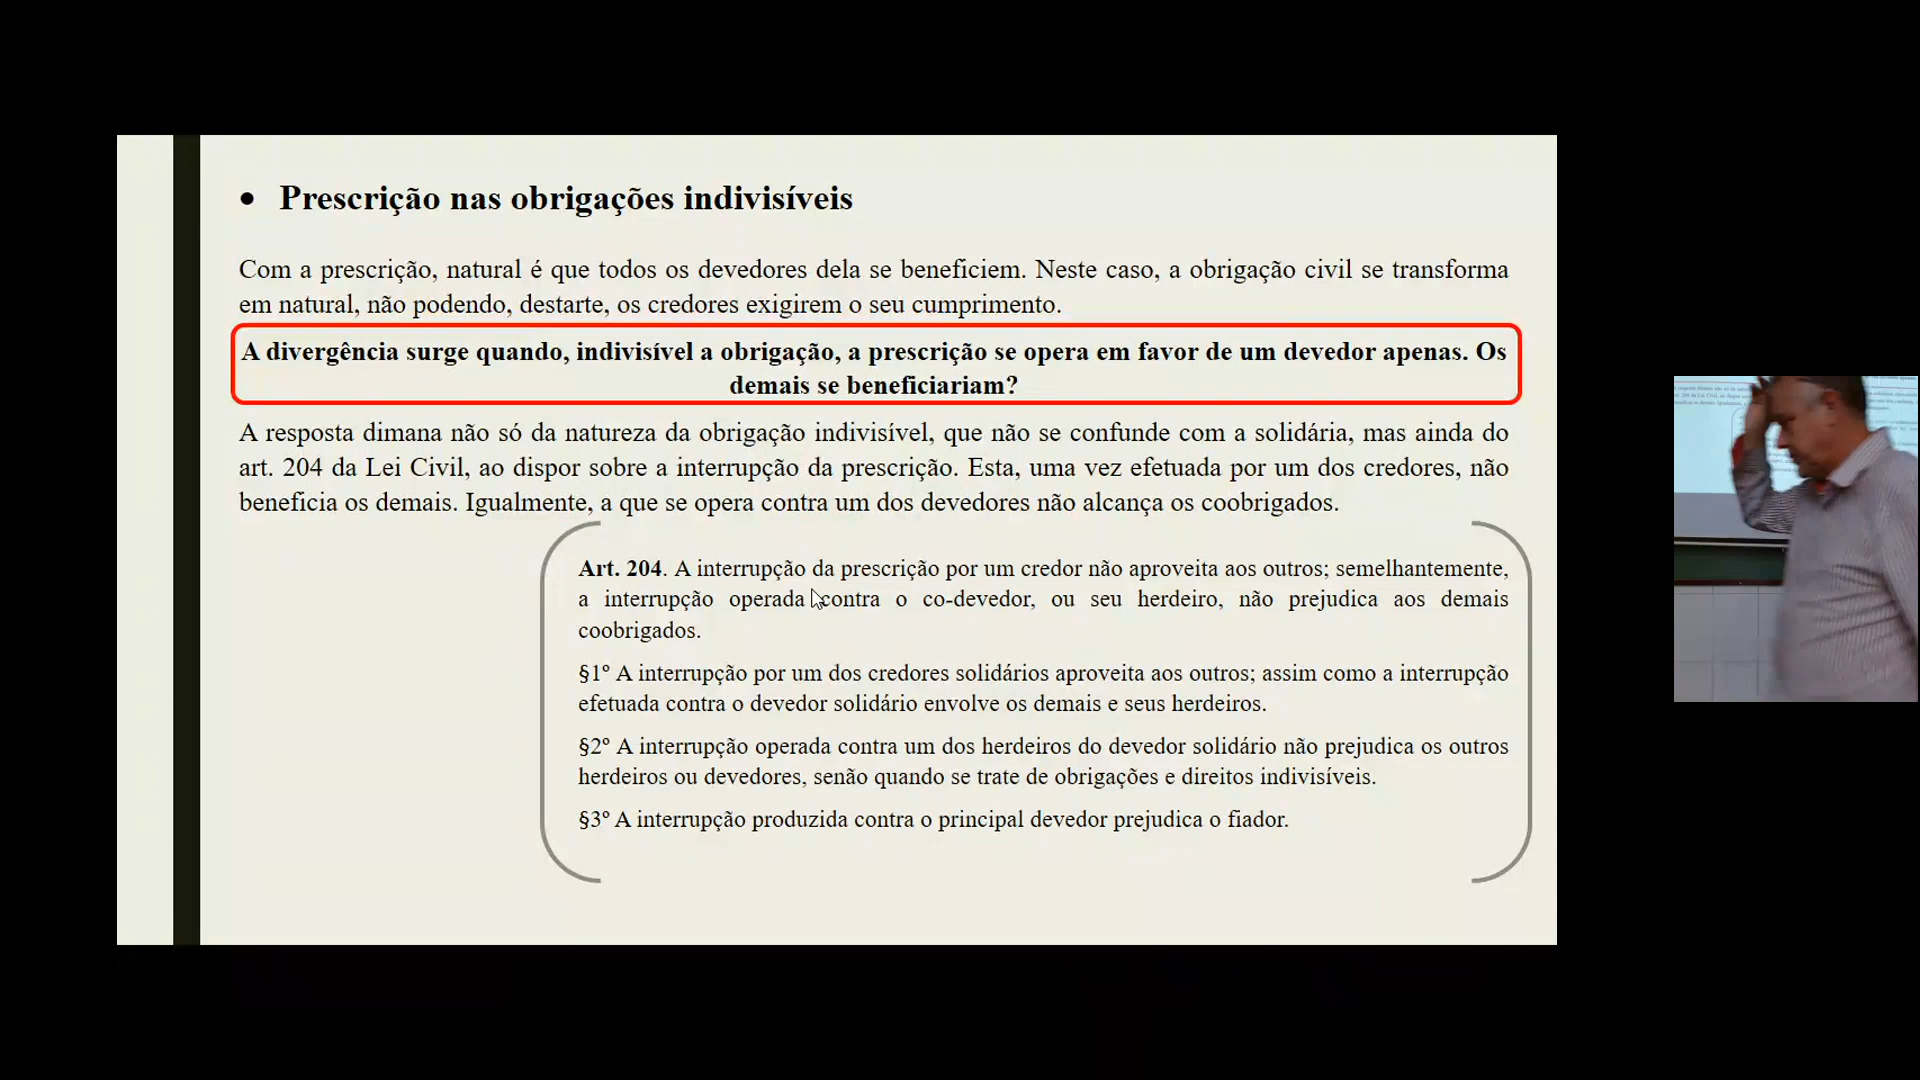 • Prescrição nas obrigações indivisíveis
Com a prescrição, natural é que todos os devedores dela se beneficiem. Neste caso, a obrigação civil se transforma
em natural, não podendo, destarte, os credores exigirem o seu cumprimento.
A divergência surge quando, indivisível a obrigação, a prescrição se opera em favor de um devedor apenas. Os
demais se beneficiariam?
A resposta dimana não só da natureza da obrigação indivisível, que não se confunde com a solidária, mas ainda do
art. 204 da Lei Civil, ao dispor sobre a interrupção da prescrição. Esta, uma vez efetuada por um dos credores, não
beneficia os demais. Igualmente, a que se opera contra um dos devedores não alcança os coobrigados.
Art. 204. A interrupção da prescrição por um credor não aproveita aos outros; semelhantemente,
a interrupção operada contra o co-devedor, ou seu herdeiro, não prejudica aos demais
coobrigados.
§1º A interrupção por um dos credores solidários aproveita aos outros; assim como a interrupção
efetuada contra o devedor solidário envolve os demais e seus herdeiros.
§2º A interrupção operada contra um dos herdeiros do devedor solidário não prejudica os outros
herdeiros ou devedores, senão quando se trate de obrigações e direitos indivisíveis.
§3º A interrupção produzida contra o principal devedor prejudica o fiador.